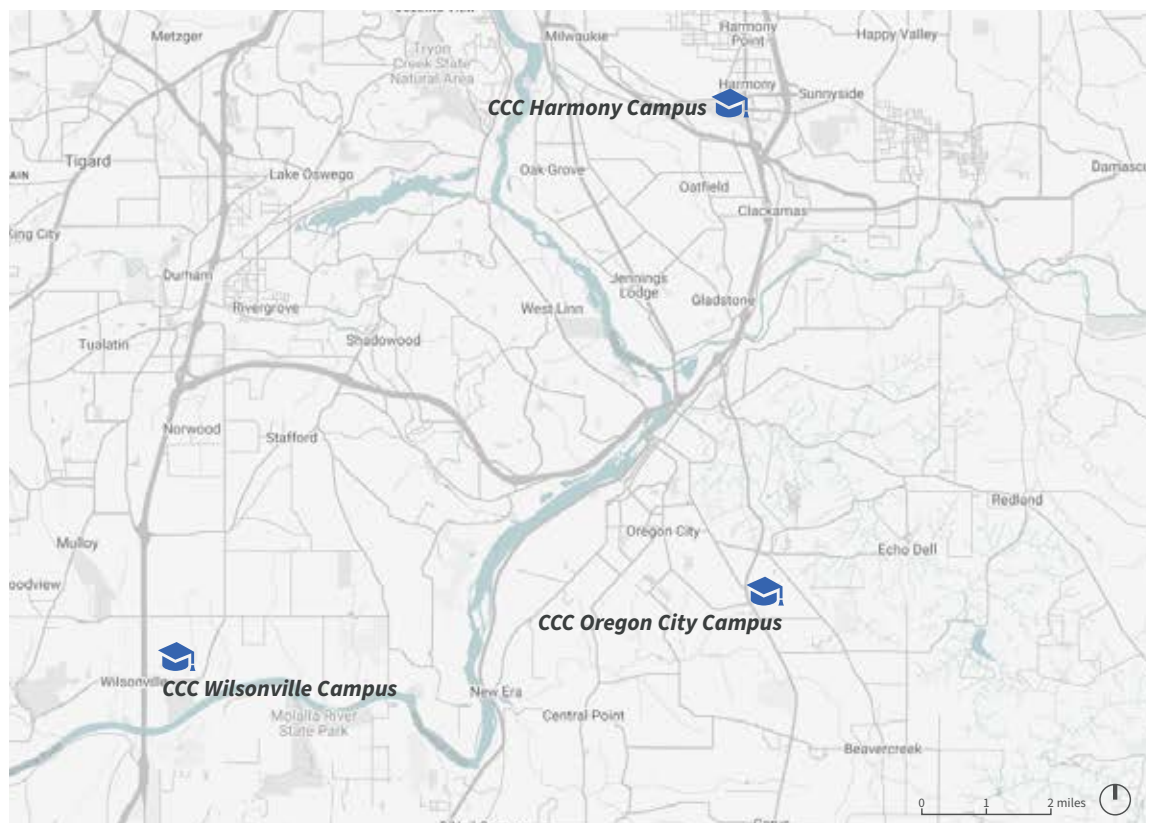 Metzger
Milwaukie
Harmony
Point
Happy Valley
Tryon
Creek State
Natural Area
Harmony
Sunnyside
CCC Harmony Campus
Tigard
Lake Oswego
Oak Grove
Oatfield
Clackamas
Damasc
AIN
King City
Durham
Jennings
Lodge
Gladstone
Rivergrove
West Linn
Tualatin
Shadowood
Norwood
Stafford
Redland
Oregon City
Mulloy
Echo Dell
oodview
CCC Oregon City Campus
Wilsonville
CCC Wilsonville Campus
New Era
Molalla River
State Park
Central Point
Beavercreek
0 1 2 miles